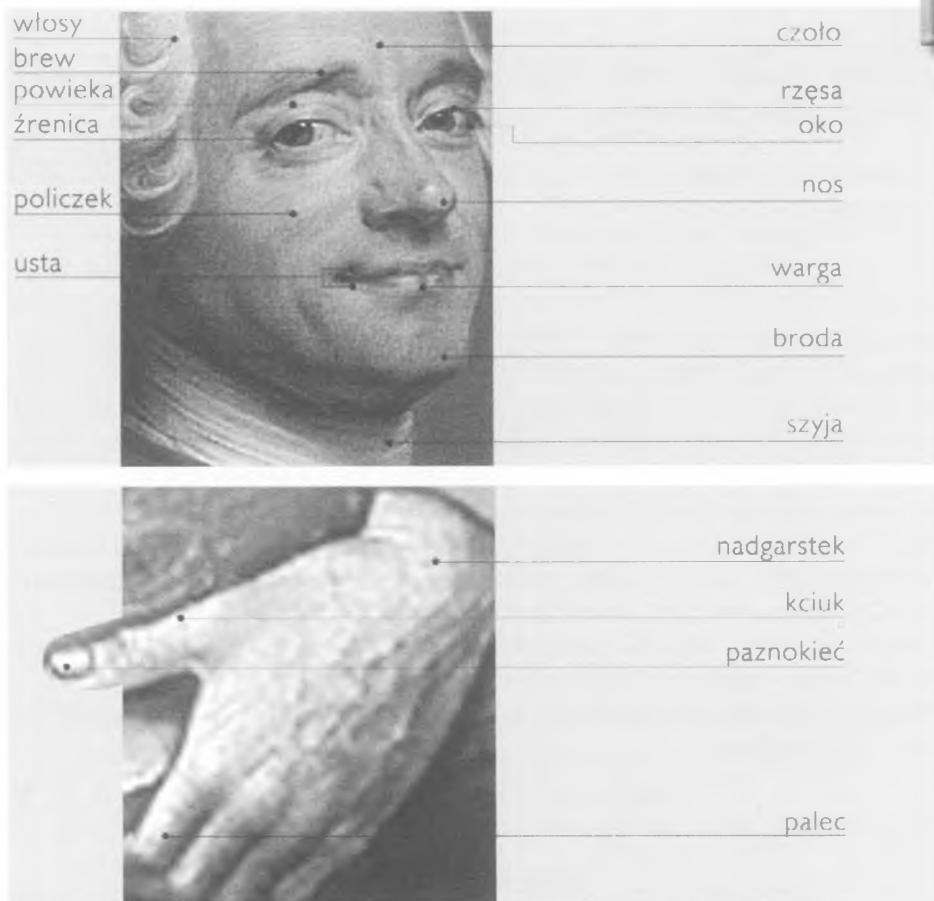 włosy
brew
powieka
źrenica
policzek
usta
czoło
rzęsa
oko
nos
warga
broda
szyja
nadgarstek
kciuk
paznokieć
palec